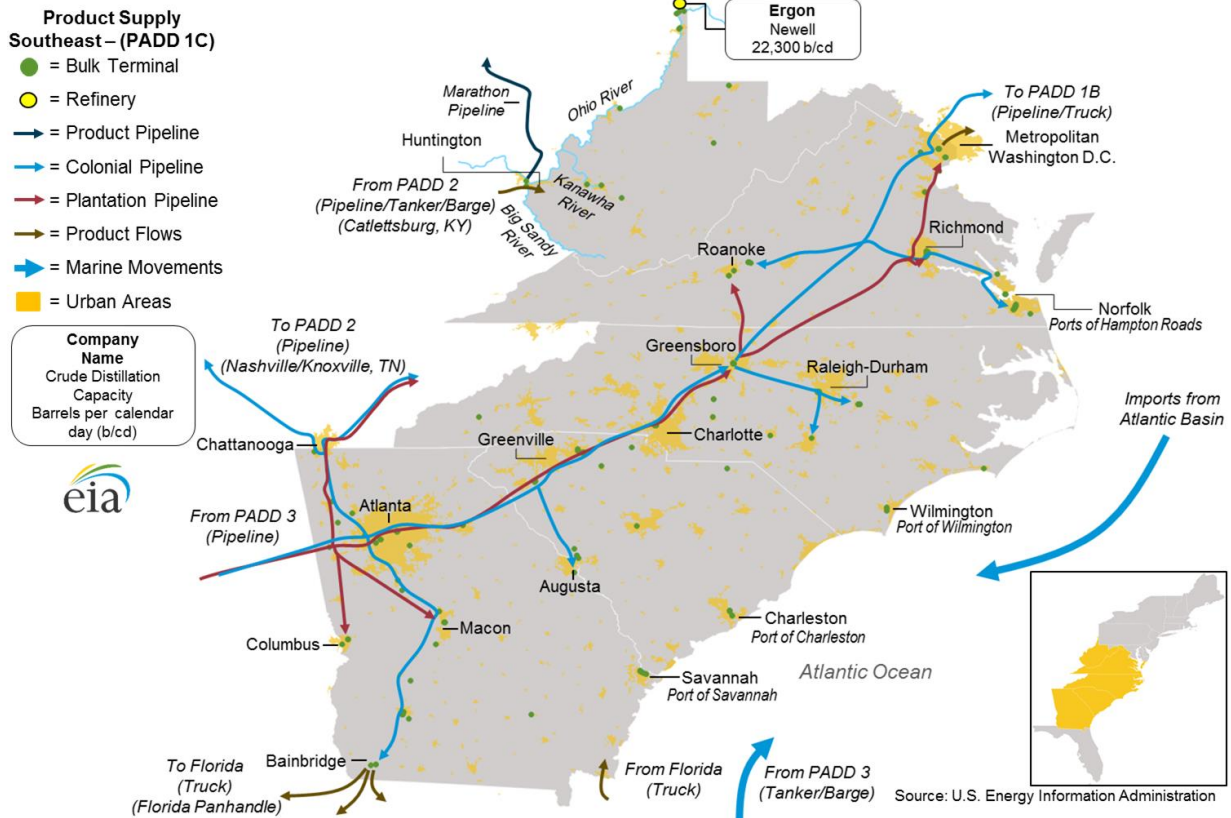 Product Supply
Southeast – (PADD 1C)
= Bulk Terminal
= Refinery
= Product Pipeline
= Colonial Pipeline
= Plantation Pipeline
= Product Flows
= Marine Movements
= Urban Areas
Company
Name
Crude Distillation
Capacity
Barrels per calendar
day (b/cd)
eia
Ergon
Newell
22,300 b/cd
Marathon
Pipeline
Ohio River
Huntington
From PADD 2
(Pipeline/Tanker/Barge)
(Catlettsburg, KY)
Kanawha
River
Big Sandy
River
To PADD 1B
(Pipeline/Truck)
Metropolitan
Washington D.C.
Richmond
Roanoke
Norfolk
Ports of Hampton Roads
To PADD 2
(Pipeline)
(Nashville/Knoxville, TN)
Greensboro
Raleigh-Durham
Imports from
Atlantic Basin
Chattanooga
Greenville
Charlotte
From PADD 3
(Pipeline)
Atlanta
Wilmington
Port of Wilmington
Augusta
Columbus
Macon
Charleston
Port of Charleston
Savannah
Port of Savannah
Atlantic Ocean
Bainbridge
To Florida
(Truck)
(Florida Panhandle)
From Florida
(Truck)
From PADD 3
(Tanker/Barge)
Source: U.S. Energy Information Administration